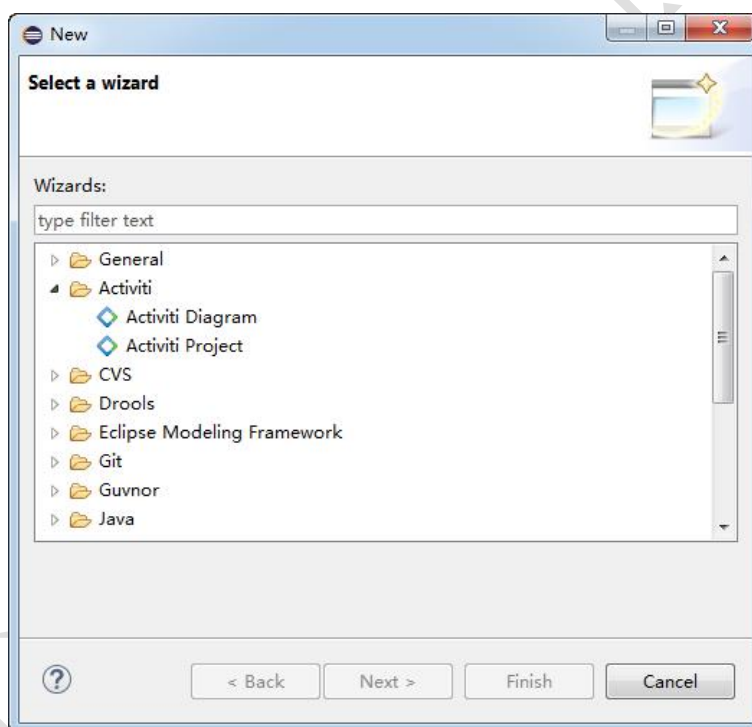 New
Select a wizard
Wizards:
type filter text
General
Activiti
Activiti Diagram
Activiti Project
CVS
Drools
Eclipse Modeling Framework
Git
Guvnor
Java
?
< Back
Next >
Finish
Cancel